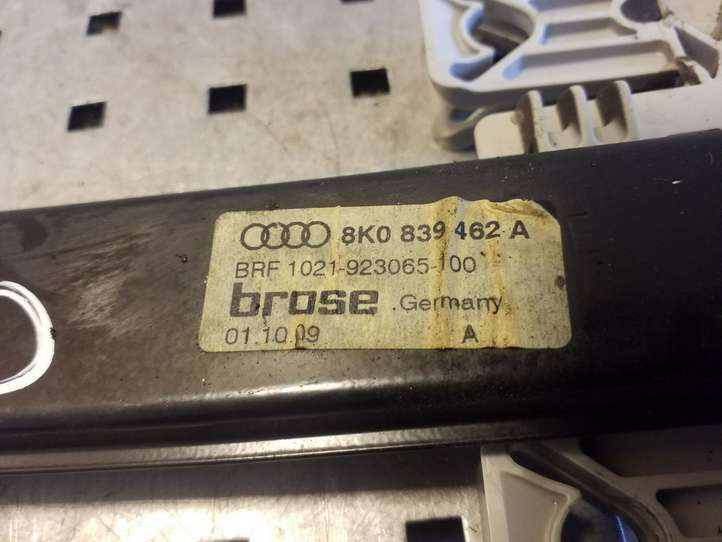 8K0 839 462 A
BRF 1021-923065-100
brose Germany
01.10.09 A